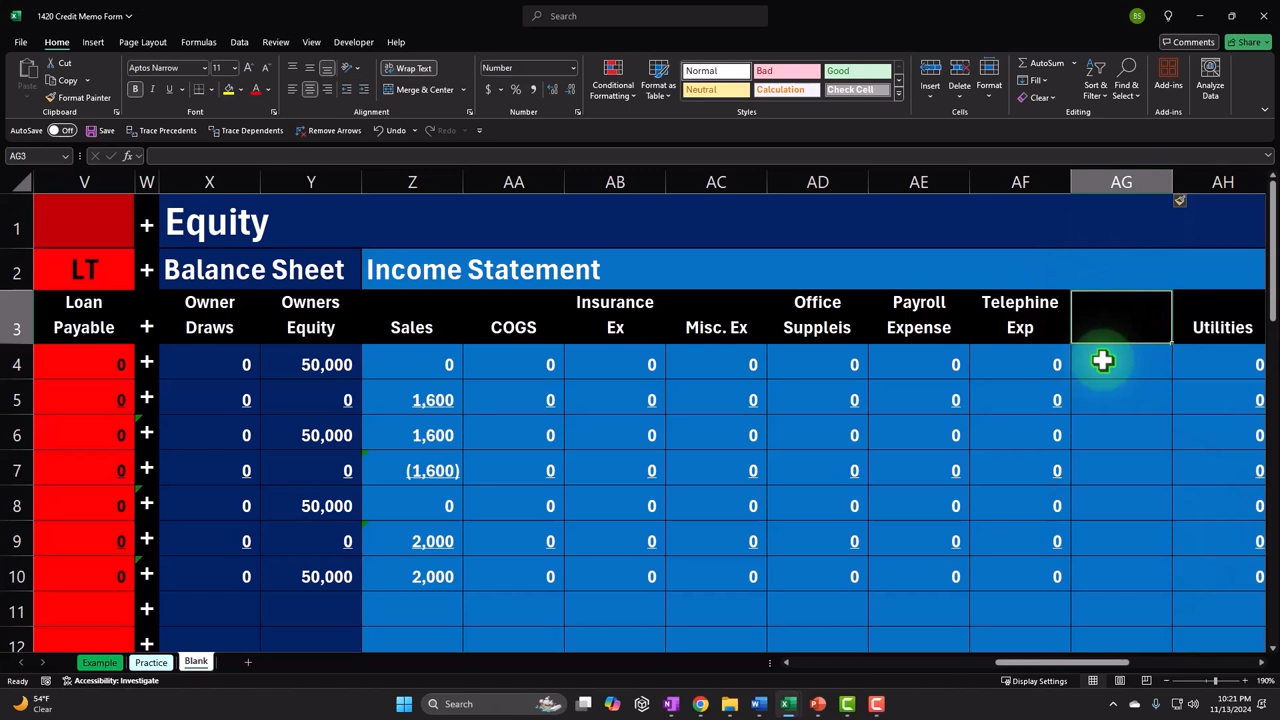 1420 Credit Memo Form
Search
BS
File Home Insert Page Layout Formulas Data Review View Developer Help
Comments Share
Paste
Cut
Copy
Format Painter
Clipboard
Aptos Narrow 11
B I U
Font
Wrap Text
Merge & Center
Alignment
Number
$ % 9
Number
Conditional Formatting
Format as Table
Normal Bad Good
Neutral Calculation Check Cell
Styles
Insert Delete Format
Cells
AutoSum
Fill
Clear
Sort & Filter
Find & Select
Editing
Add-ins
Add-ins
Analyze Data
AutoSave Off Save Trace Precedents Trace Dependents Remove Arrows Undo Redo
AG3 fx
V W X Y Z AA AB AC AD AE AF AG AH
1 + Equity
2 LT + Balance Sheet Income Statement
3 Loan Payable + Owner Draws Owners Equity Sales COGS Insurance Ex Misc. Ex Office Suppleis Payroll Expense Telephine Exp Utilities
4 0 + 0 50,000 0 0 0 0 0 0 0 0
5 0 + 0 0 1,600 0 0 0 0 0 0 0
6 0 + 0 50,000 1,600 0 0 0 0 0 0 0
7 0 + 0 0 (1,600) 0 0 0 0 0 0 0
8 0 + 0 50,000 0 0 0 0 0 0 0 0
9 0 + 0 0 2,000 0 0 0 0 0 0 0
10 0 + 0 50,000 2,000 0 0 0 0 0 0 0
11 +
12 +
Example Practice Blank +
Ready Accessibility: Investigate Display Settings 190%
54°F
Clear
Search
10:21 PM
11/13/2024